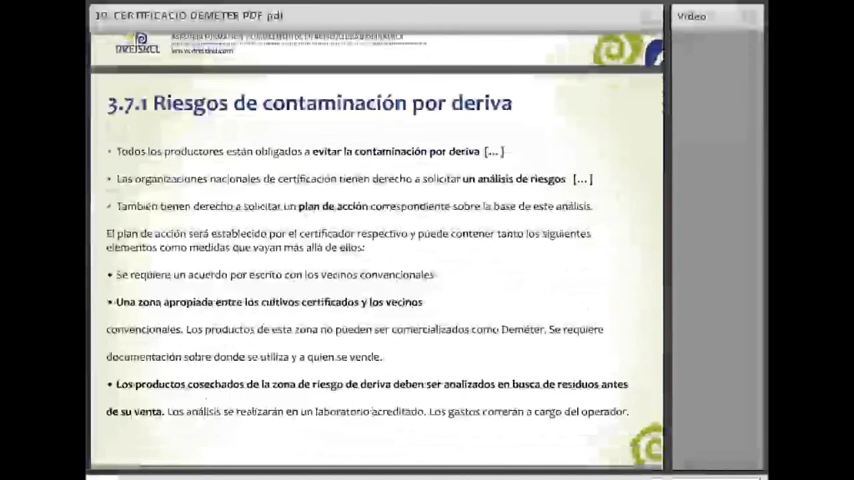 10. CERTIFICACIO DEMETER PDF pdf
Video
DREISKEL
www.dreiskel.com
3.7.1 Riesgos de contaminación por deriva
Todos los productores están obligados a evitar la contaminación por deriva [...]
Las organizaciones nacionales de certificación tienen derecho a solicitar un análisis de riesgos [...]
También tienen derecho a solicitar un plan de acción correspondiente sobre la base de este análisis.
El plan de acción será establecido por el certificador respectivo y puede contener tanto los siguientes
elementos como medidas que vayan más allá de ellos:
• Se requiere un acuerdo por escrito con los vecinos convencionales
• Una zona apropiada entre los cultivos certificados y los vecinos
convencionales. Los productos de esta zona no pueden ser comercializados como Deméter. Se requiere
documentación sobre donde se utiliza y a quien se vende.
• Los productos cosechados de la zona de riesgo de deriva deben ser analizados en busca de residuos antes
de su venta. Los análisis se realizarán en un laboratorio acreditado. Los gastos correrán a cargo del operador.